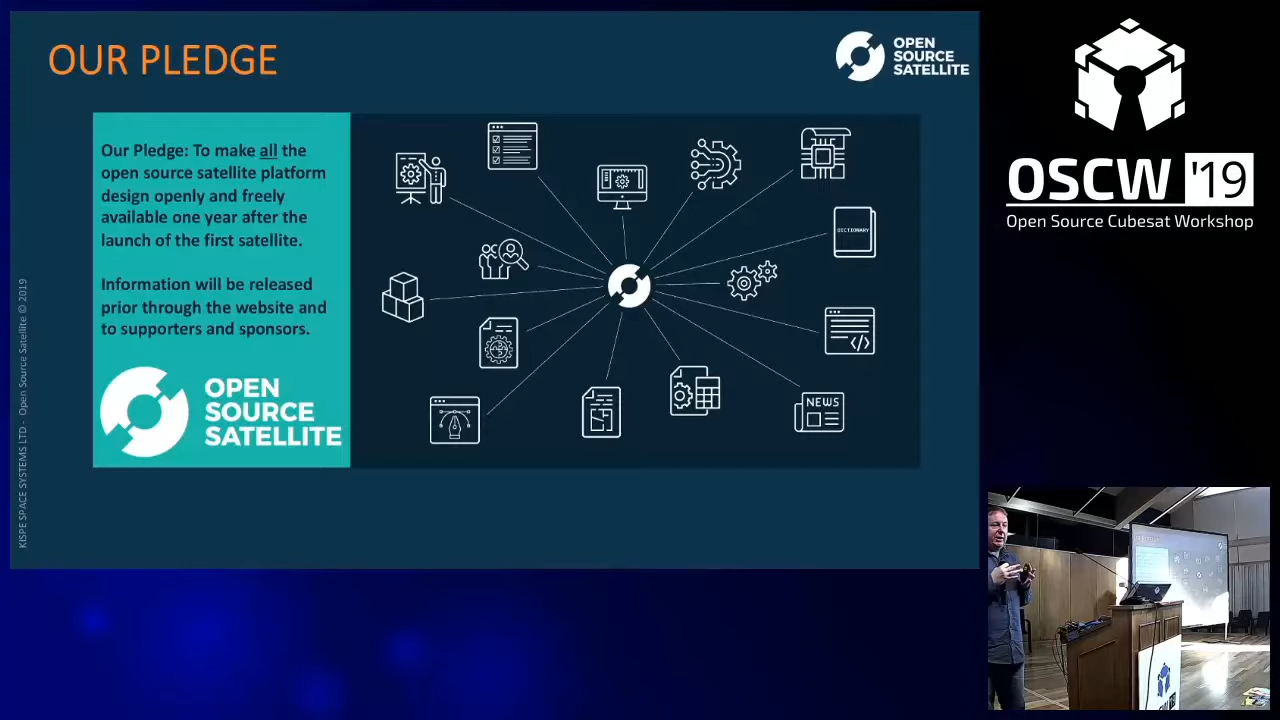 OUR PLEDGE
OPEN
SOURCE
SATELLITE
Our Pledge: To make all the
open source satellite platform
design openly and freely
available one year after the
launch of the first satellite.
Information will be released
prior through the website and
to supporters and sponsors.
OPEN
SOURCE
SATELLITE
DICTIONARY
NEWS
KISPE SPACE SYSTEMS LTD - Open Source Satellite © 2019
OSCW '19
Open Source Cubesat Workshop